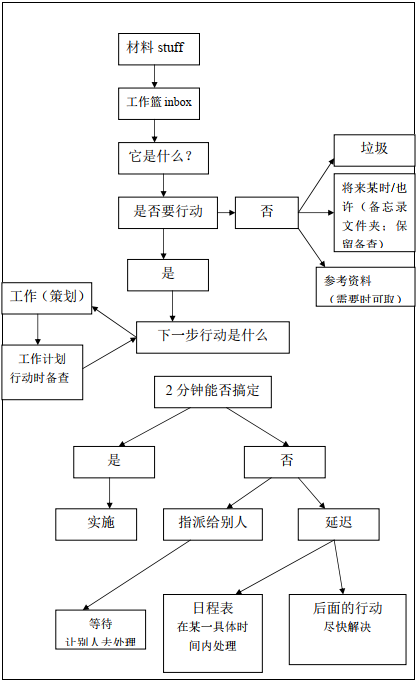 材料 stuff
工作篮 inbox
它是什么？
是否要行动
否
垃圾
将来某时/也
许（备忘录
文件夹；保
留备查）
参考资料
（需要时可取）
是
工作（策划）
下一步行动是什么
工作计划
行动时备查
2 分钟能否搞定
是
否
实施
指派给别人
延迟
等待
让别人去处理
日程表
在某一具体时
间内处理
后面的行动
尽快解决